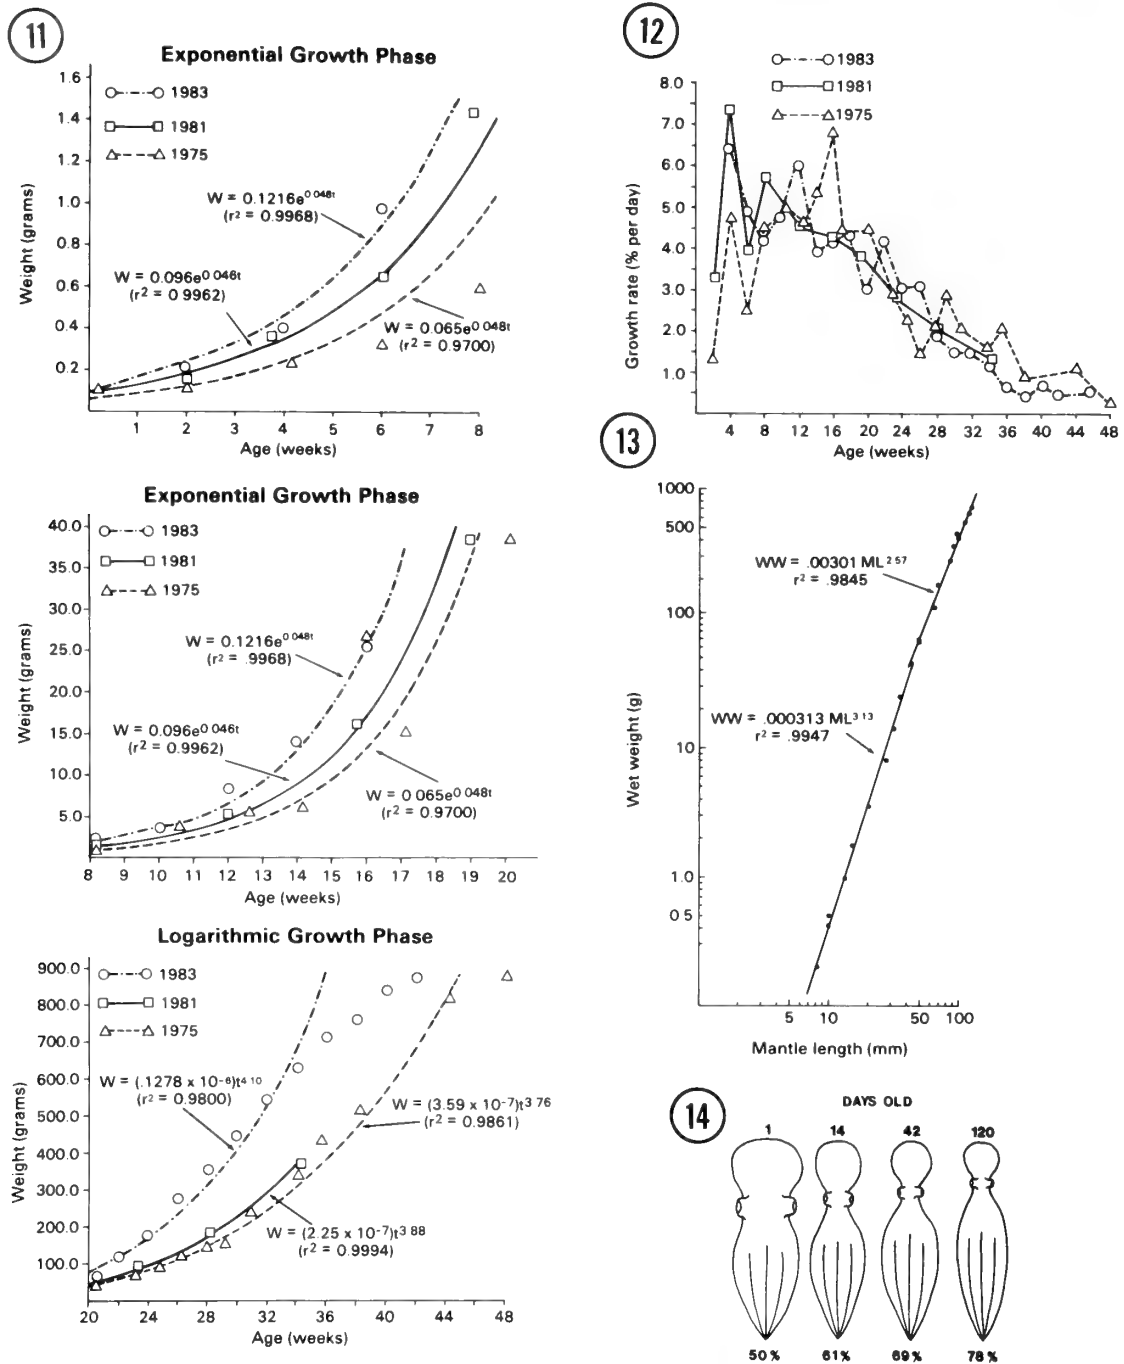 11
Exponential Growth Phase
1983
1981
1975
1.6
1.4
1.2
1.0
0.8
0.6
0.4
0.2
Weight (grams)
W = 0.1216e0.048t
(r2 = 0.9968)
W = 0.096e0.046t
(r2 = 0.9962)
W = 0.065e0.048t
(r2 = 0.9700)
1 2 3 4 5 6 7 8
Age (weeks)
Exponential Growth Phase
1983
1981
1975
40.0
35.0
30.0
25.0
20.0
15.0
10.0
5.0
Weight (grams)
W = 0.1216e0.048t
(r2 = .9968)
W = 0.096e0.046t
(r2 = 0.9962)
W = 0.065e0.048t
(r2 = 0.9700)
8 9 10 11 12 13 14 15 16 17 18 19 20
Age (weeks)
Logarithmic Growth Phase
1983
1981
1975
900.0
800.0
700.0
600.0
500.0
400.0
300.0
200.0
100.0
Weight (grams)
W = (.1278 x 10-6)t4.10
(r2 = 0.9800)
W = (3.59 x 10-7)t3.76
(r2 = 0.9861)
W = (2.25 x 10-7)t3.88
(r2 = 0.9994)
20 24 28 32 36 40 44 48
Age (weeks)
12
1983
1981
1975
8.0
7.0
6.0
5.0
4.0
3.0
2.0
1.0
Growth rate (% per day)
4 8 12 16 20 24 28 32 36 40 44 48
Age (weeks)
13
1000
500
100
10
1.0
0.5
Wet weight (g)
WW = .00301 ML2.57
r2 = .9845
WW = .000313 ML3.13
r2 = .9947
5 10 50 100
Mantle length (mm)
14
DAYS OLD
1 14 42 120
50% 61% 69% 78%